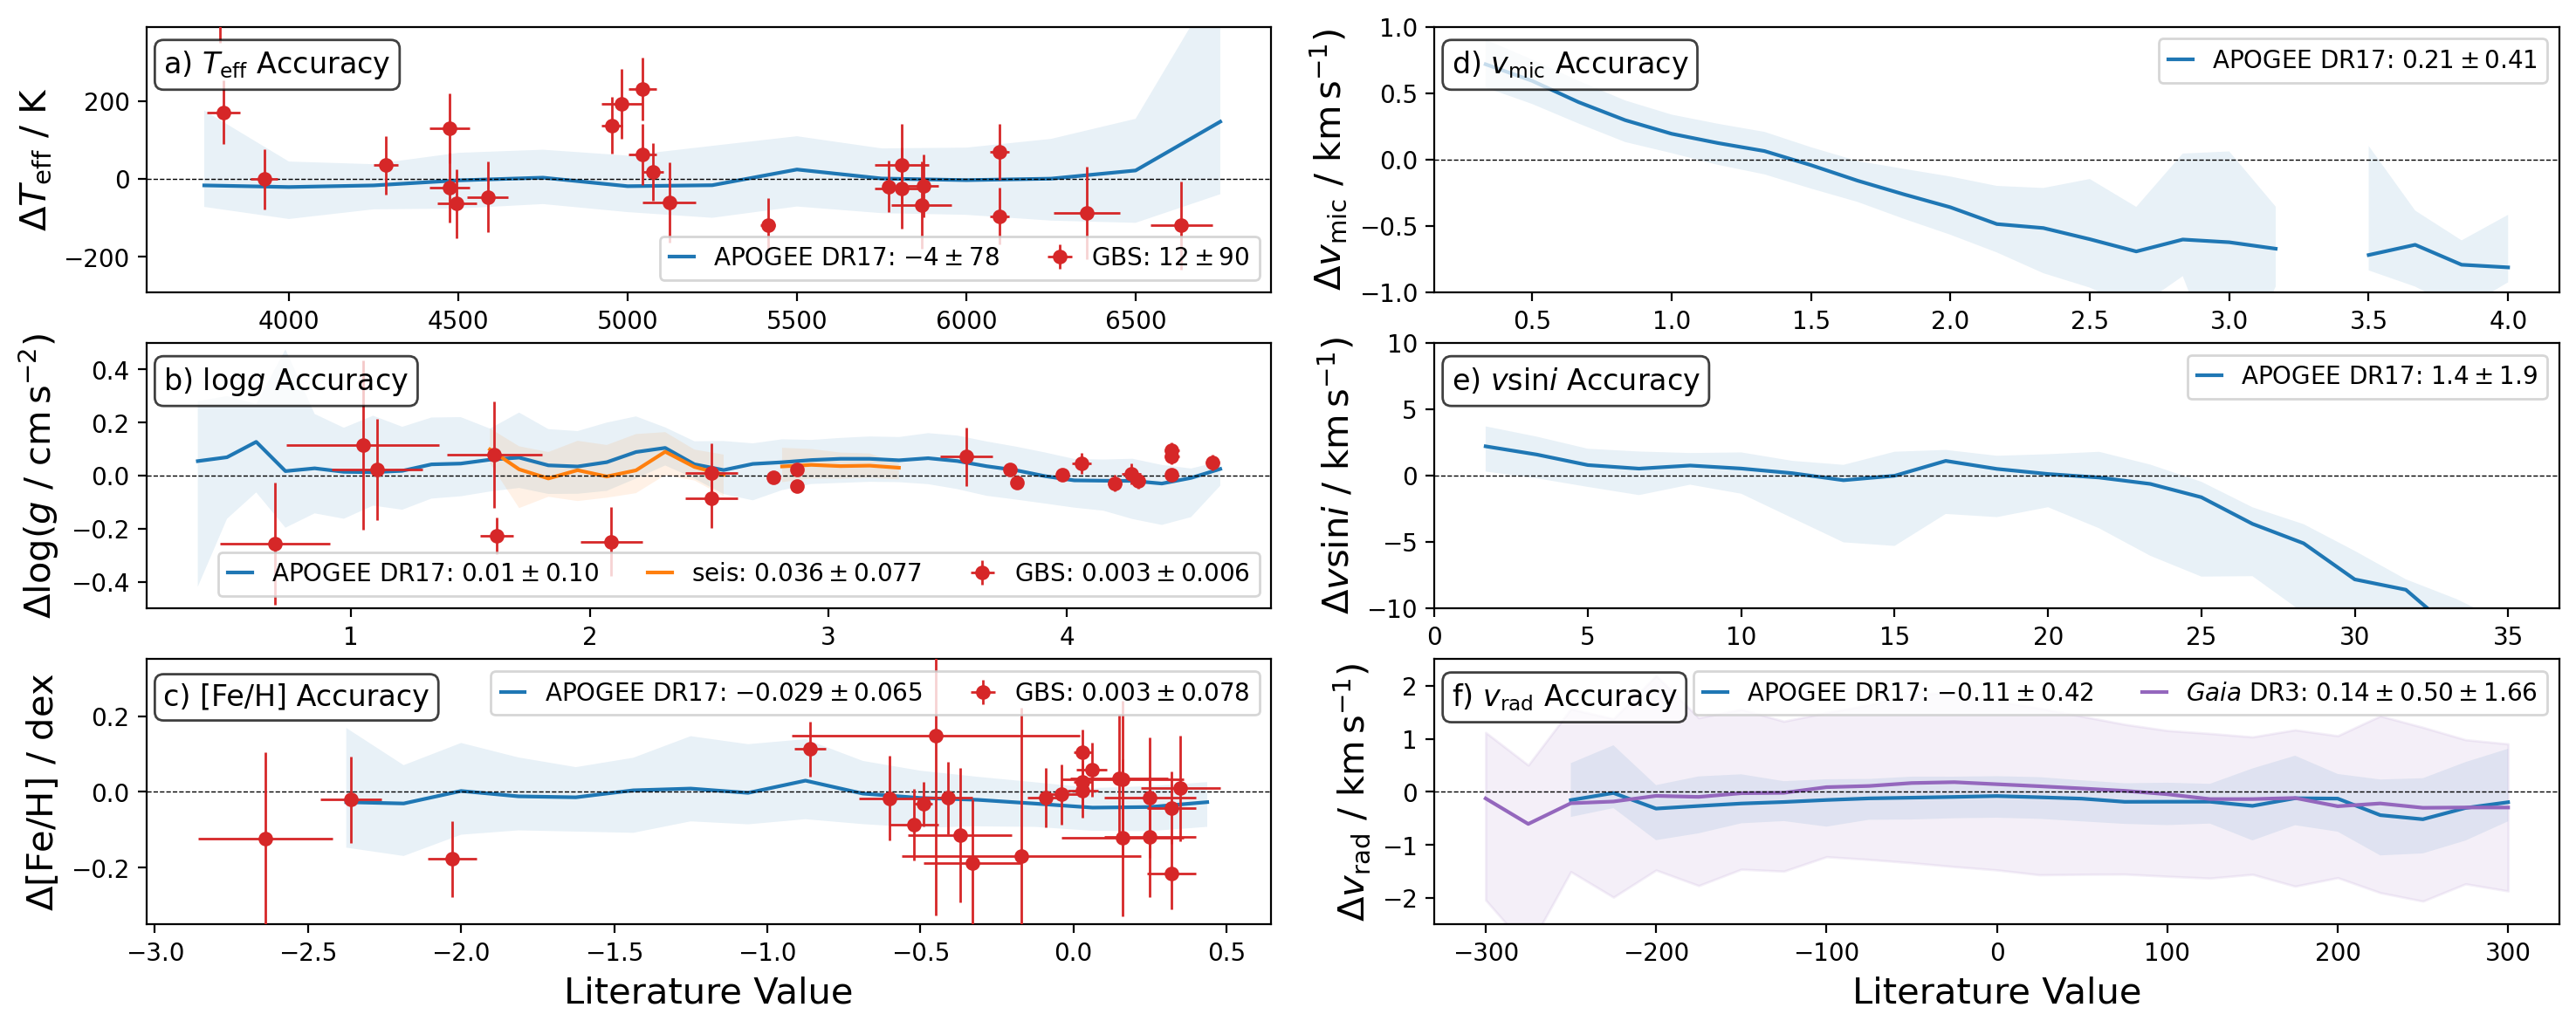 a) Teff Accuracy
ΔTeff / K
200
0
−200
APOGEE DR17: −4 ± 78
GBS: 12 ± 90
4000 4500 5000 5500 6000 6500
b) logg Accuracy
Δlog(g / cm s−2)
0.4
0.2
0.0
−0.2
−0.4
APOGEE DR17: 0.01 ± 0.10
seis: 0.036 ± 0.077
GBS: 0.003 ± 0.006
1 2 3 4
c) [Fe/H] Accuracy
Δ[Fe/H] / dex
APOGEE DR17: −0.029 ± 0.065
GBS: 0.003 ± 0.078
0.2
0.0
−0.2
−3.0 −2.5 −2.0 −1.5 −1.0 −0.5 0.0 0.5
Literature Value
d) vmic Accuracy
Δvmic / km s−1
APOGEE DR17: 0.21 ± 0.41
1.0
0.5
0.0
−0.5
−1.0
0.5 1.0 1.5 2.0 2.5 3.0 3.5 4.0
e) vsini Accuracy
Δvsini / km s−1)
APOGEE DR17: 1.4 ± 1.9
10
5
0
−5
−10
0 5 10 15 20 25 30 35
f) vrad Accuracy
Δvrad / km s−1)
APOGEE DR17: −0.11 ± 0.42
Gaia DR3: 0.14 ± 0.50 ± 1.66
2
1
0
−1
−2
−300 −200 −100 0 100 200 300
Literature Value